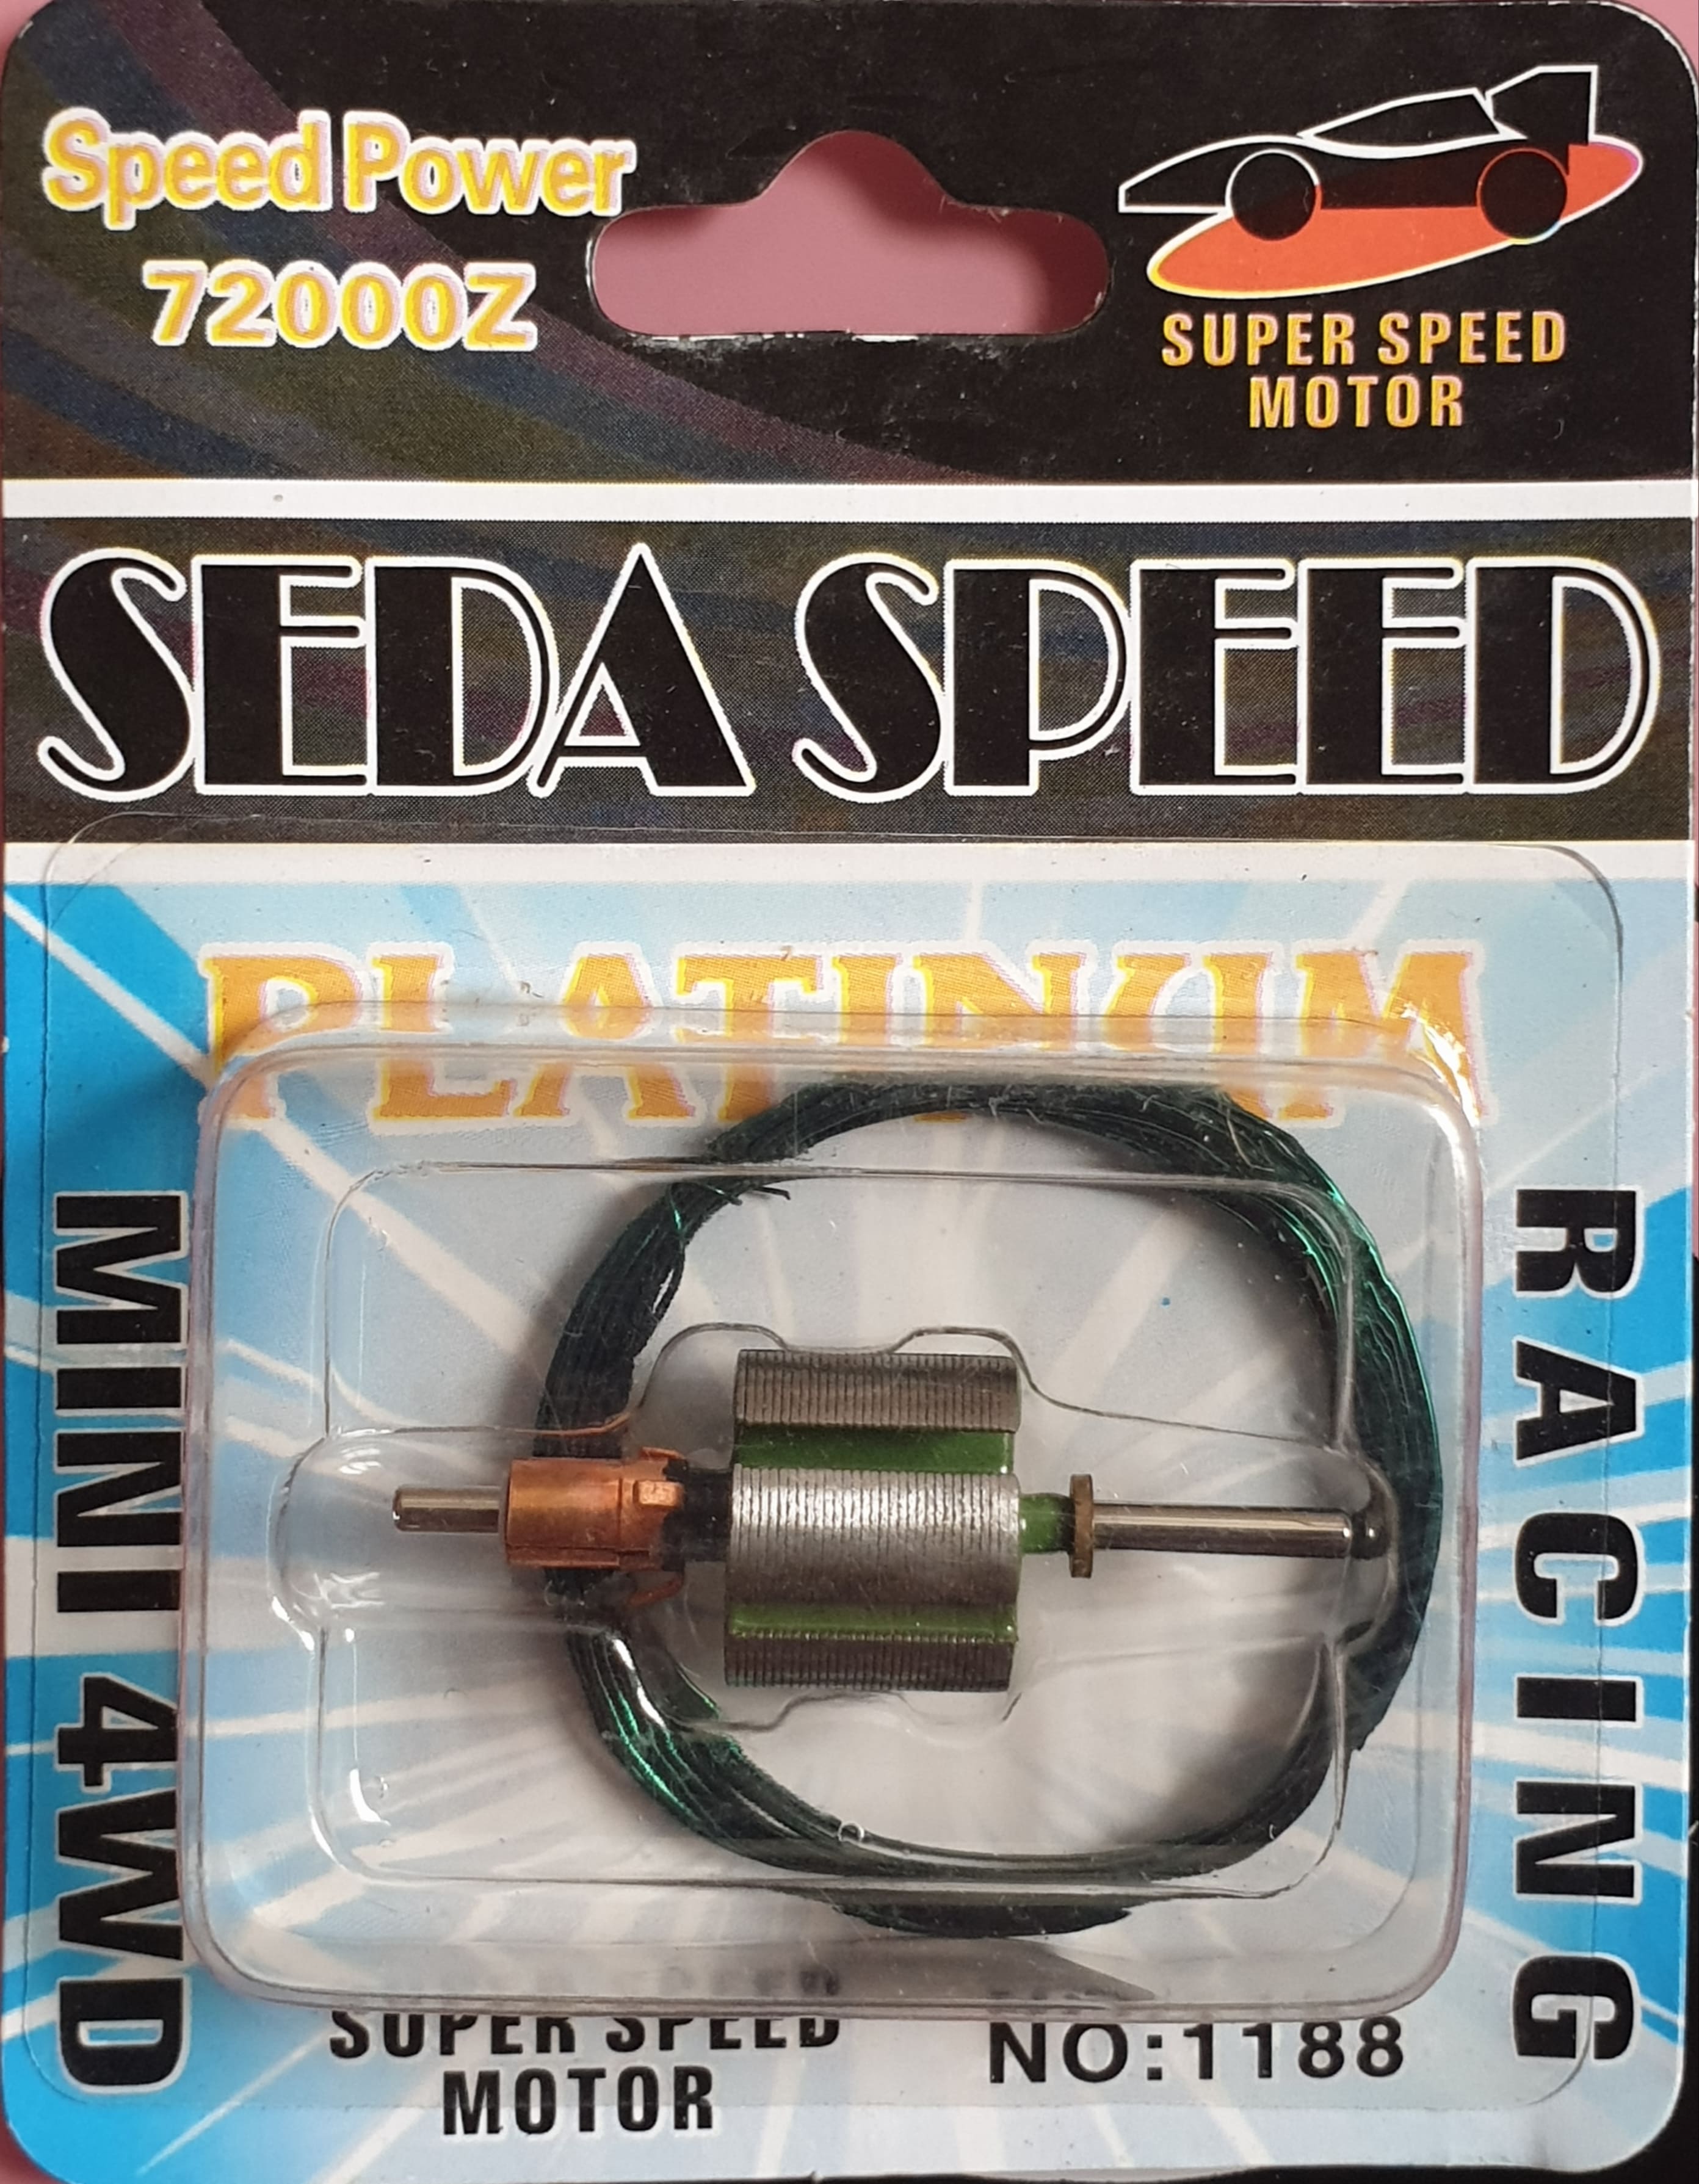 Speed Power
72000Z
SUPER SPEED
MOTOR
SEDA SPEED
PLATINUM
MINI 4WD
RACING
SUPER SPEED
MOTOR
NO:1188